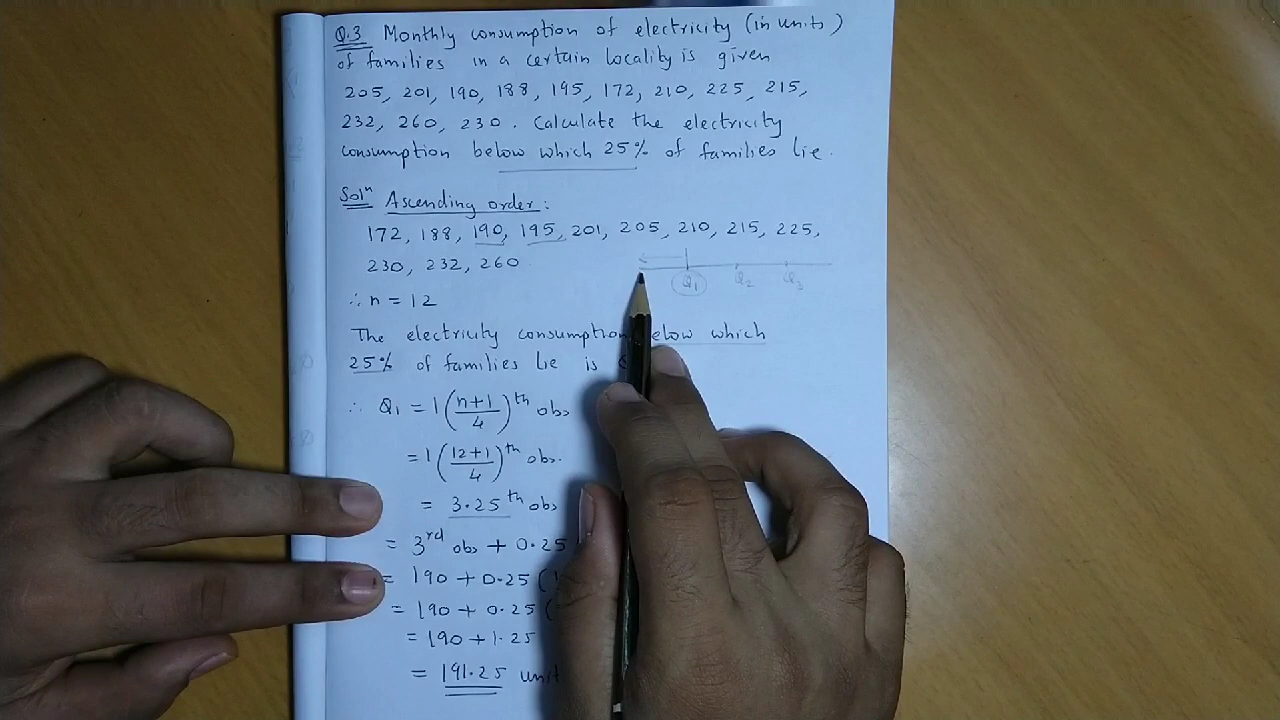 Q.3 Monthly consumption of electricity (in units)
of families in a certain locality is given
205, 201, 190, 188, 195, 172, 210, 225, 215,
232, 260, 230. Calculate the electricity
consumption below which 25% of families lie.
Solⁿ Ascending order:
172, 188, 190, 195, 201, 205, 210, 215, 225,
230, 232, 260
Q₁ Q₂ Q₃
∴ n = 12
The electricity consumption below which
25% of families lie is
∴ Q₁ = 1((n+1)/4)th obs
= 1((12+1)/4)th obs.
= 3.25th obs
= 3rd obs + 0.25
= 190 + 0.25 (
= 190 + 0.25 (
= 190 + 1.25
= 191.25 unit